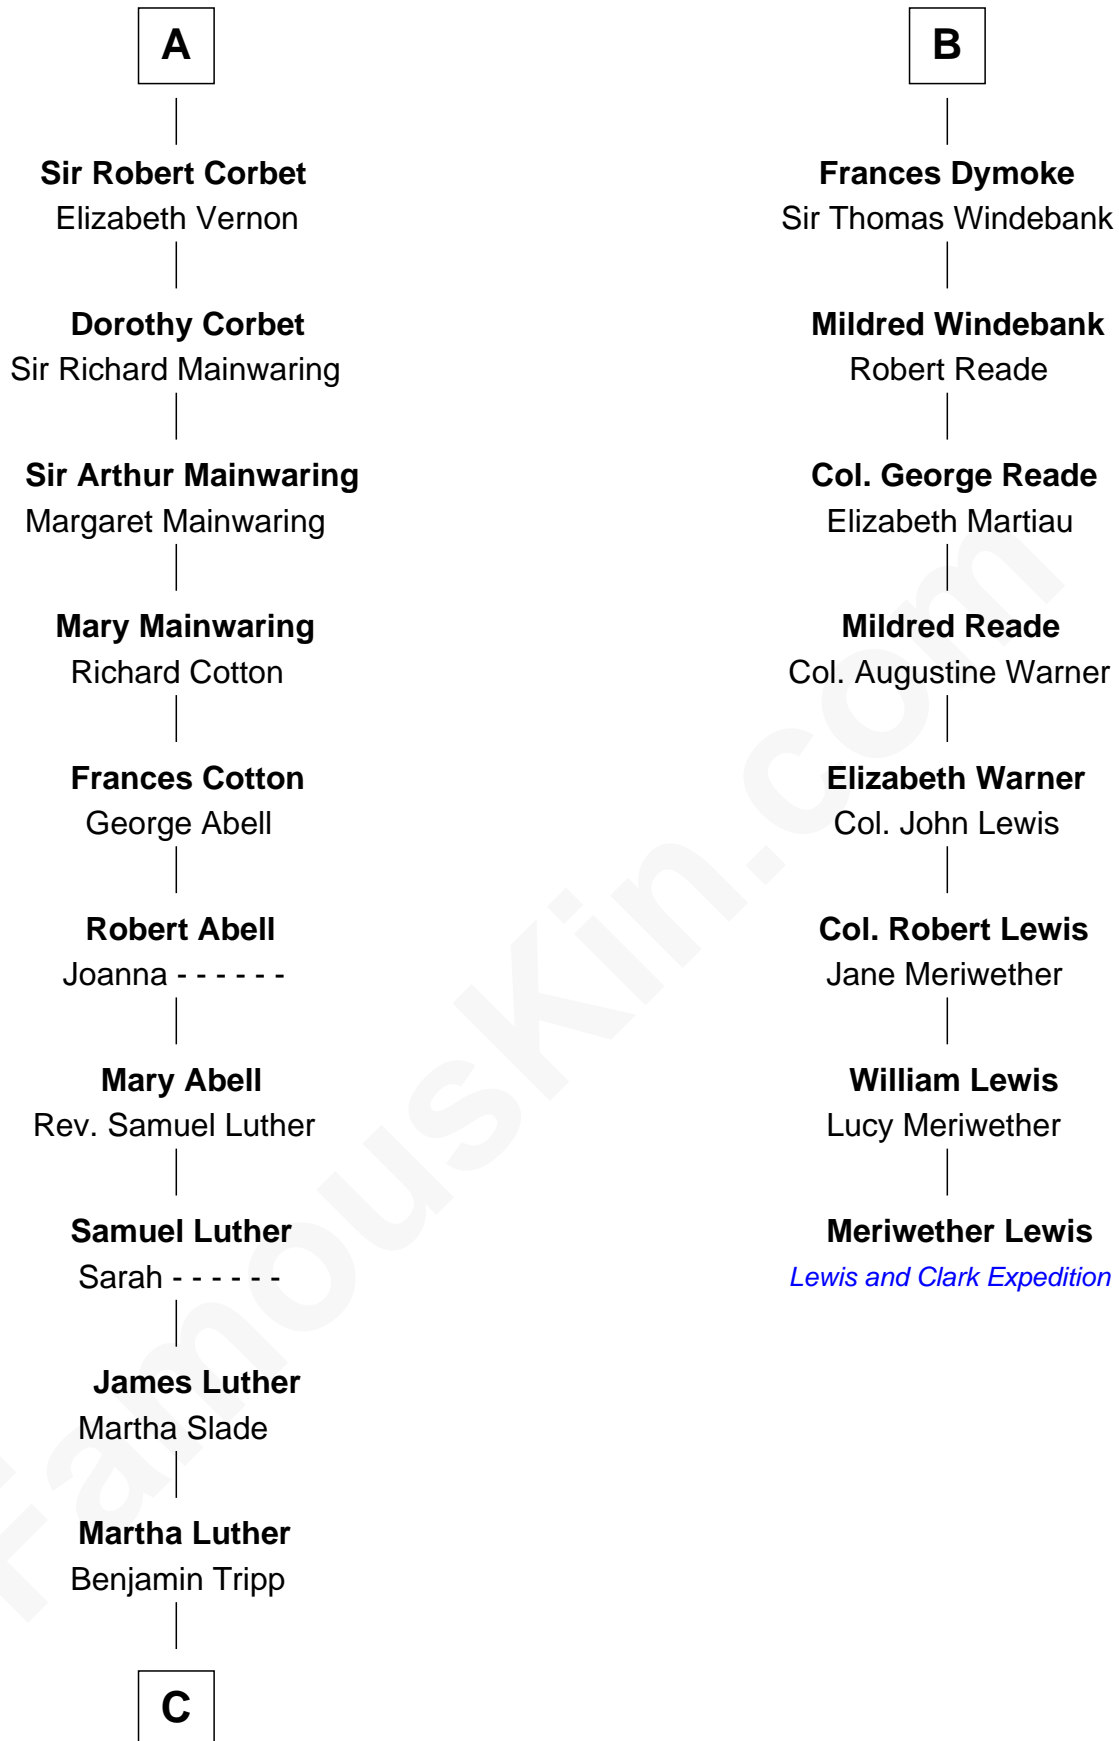 A
Sir Robert Corbet
Elizabeth Vernon
Dorothy Corbet
Sir Richard Mainwaring
Sir Arthur Mainwaring
Margaret Mainwaring
Mary Mainwaring
Richard Cotton
Frances Cotton
George Abell
Robert Abell
Joanna - - - - - -
Mary Abell
Rev. Samuel Luther
Samuel Luther
Sarah - - - - - -
James Luther
Martha Slade
Martha Luther
Benjamin Tripp
C
B
Frances Dymoke
Sir Thomas Windebank
Mildred Windebank
Robert Reade
Col. George Reade
Elizabeth Martiau
Mildred Reade
Col. Augustine Warner
Elizabeth Warner
Col. John Lewis
Col. Robert Lewis
Jane Meriwether
William Lewis
Lucy Meriwether
Meriwether Lewis
Lewis and Clark Expedition
FamousKin.com